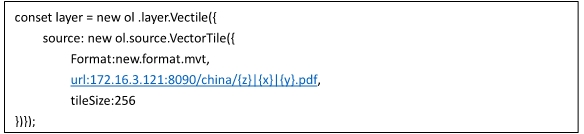 conset layer = new ol .layer.Vectile({
source: new ol.source.VectorTile({
Format:new.format.mvt,
url:172.16.3.121:8090/china/{z}|{x}|{y}.pdf,
tileSize:256
})});